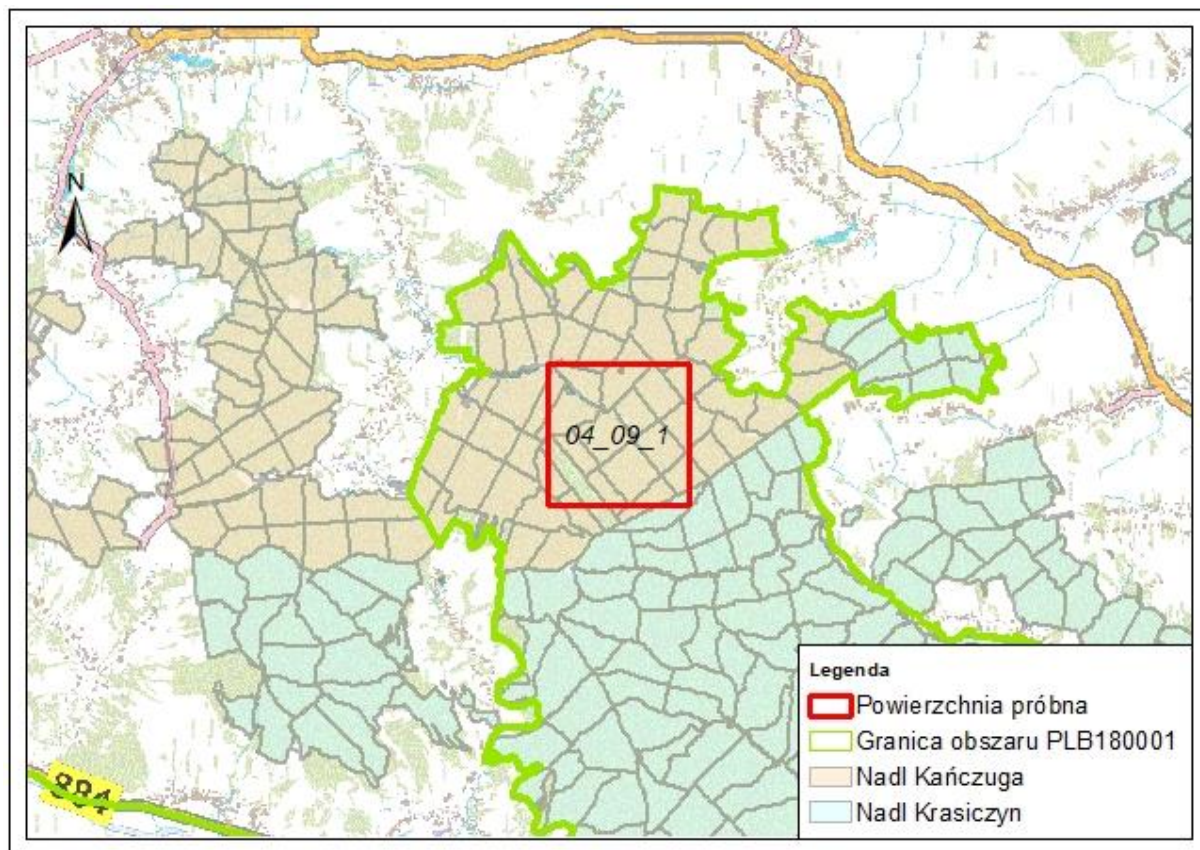 N
04_09_1
Legenda
Powierzchnia próbna
Granica obszaru PLB180001
Nadl Kańczuga
Nadl Krasiczyn
884